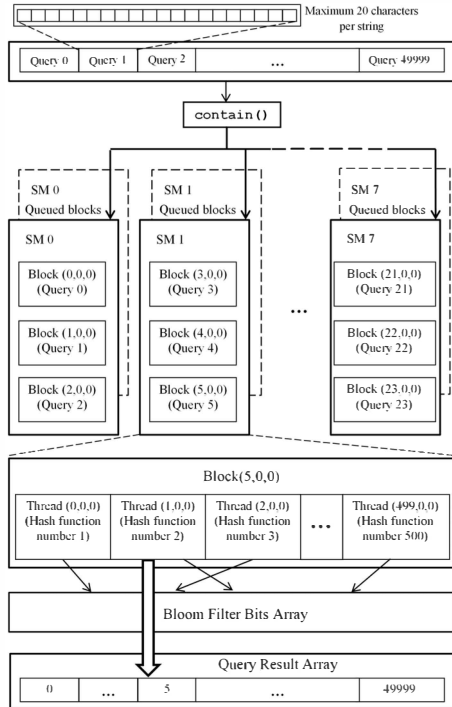 Maximum 20 characters
per string
Query 0 Query 1 Query 2 ... Query 49999
contain()
SM 0 SM 1 SM 7
Queued blocks Queued blocks Queued blocks
SM 0 SM 1 SM 7
Block (0,0,0) Block (3,0,0) Block (21,0,0)
(Query 0) (Query 3) (Query 21)
...
Block (1,0,0) Block (4,0,0) Block (22,0,0)
(Query 1) (Query 4) (Query 22)
Block (2,0,0) Block (5,0,0) Block (23,0,0)
(Query 2) (Query 5) (Query 23)
Block(5,0,0)
Thread (0,0,0) Thread (1,0,0) Thread (2,0,0) Thread (499,0,0)
(Hash function (Hash function (Hash function ... (Hash function
number 1) number 2) number 3) number 500)
Bloom Filter Bits Array
Query Result Array
0 ... 5 ... 49999